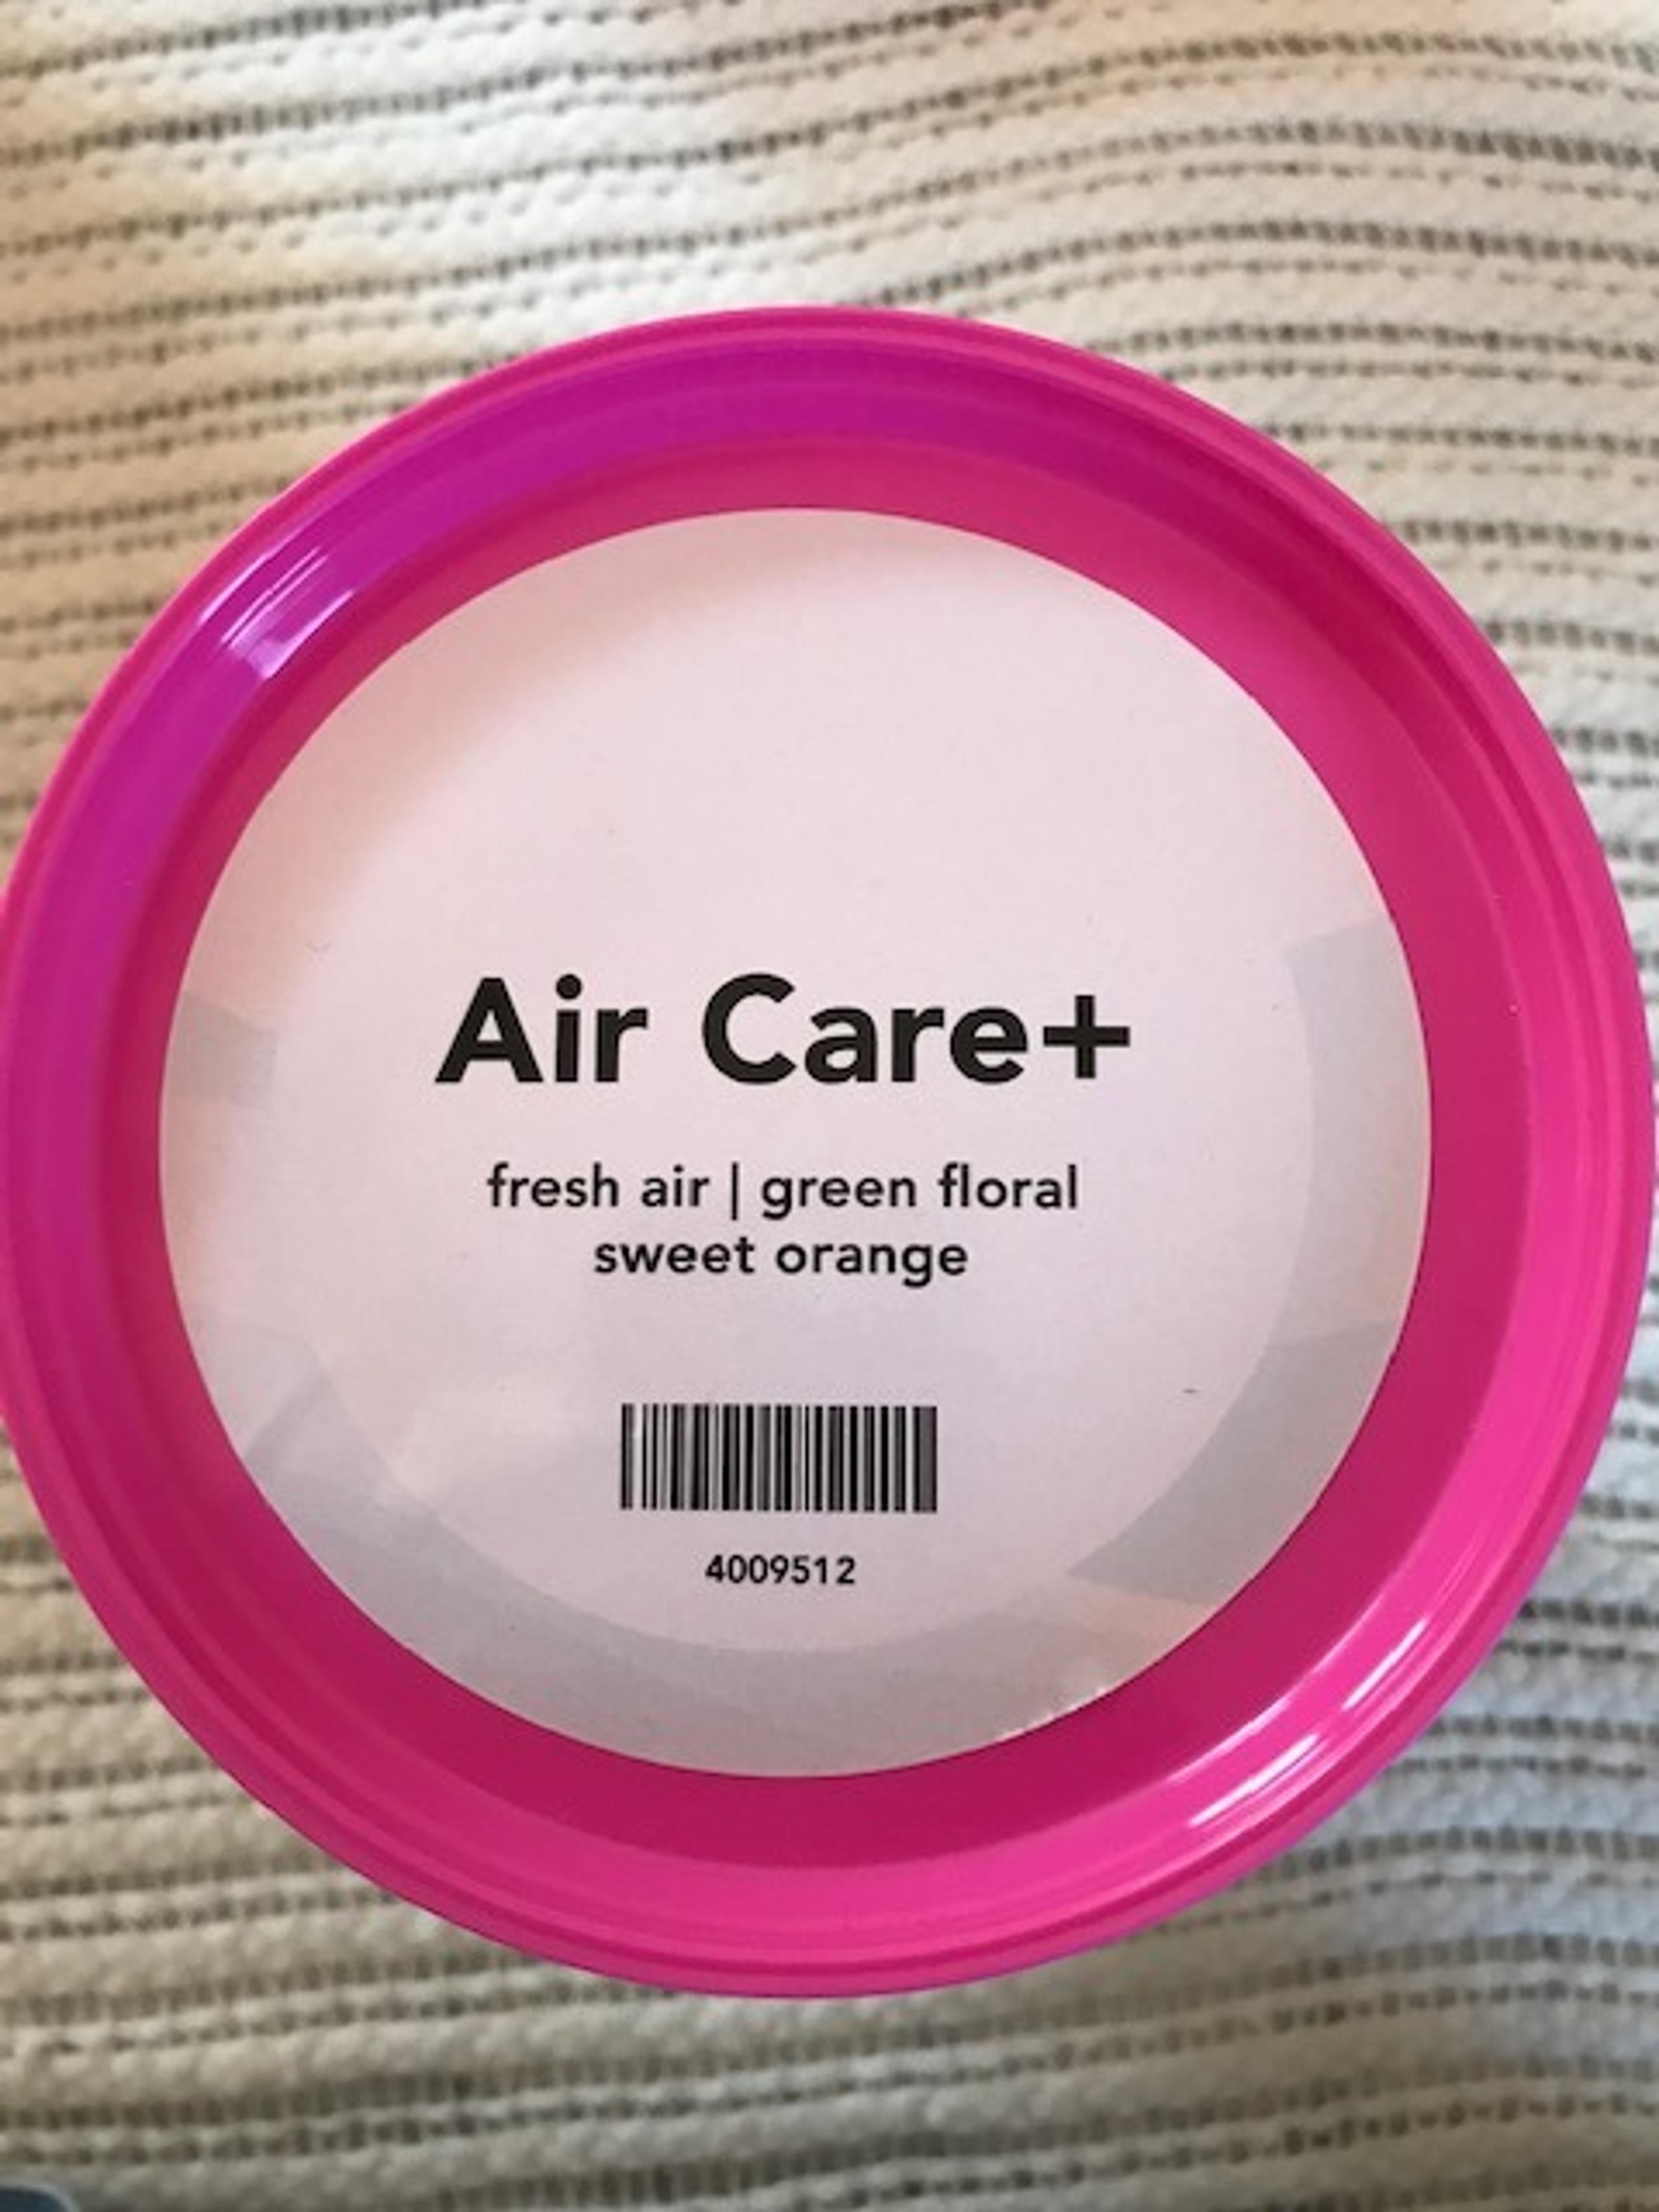 Air Care+
fresh air | green floral
sweet orange
4009512